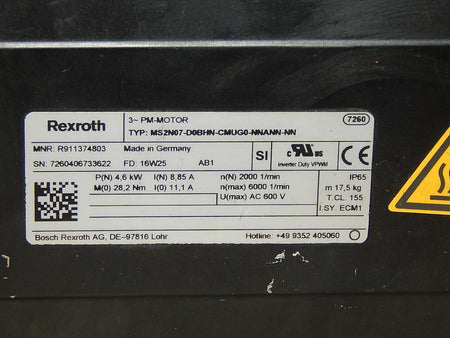 Rexroth
3~ PM-MOTOR
7260
TYP: MS2N07-D0BHN-CMUG0-NNANN-NN
MNR: R911374803 Made in Germany
SN: 7260406733622 FD: 16W25 AB1
SI
c RU us
Inverter Duty VPWM
P(N) 4,6 kW I(N) 8,85 A n(N) 2000 1/min IP65
M(0) 28,2 Nm I(0) 11,1 A n(max) 6000 1/min m 17,5 kg
U(max) AC 600 V T.CL. 155
I.SY. ECM1
Bosch Rexroth AG, DE-97816 Lohr Hotline: +49 9352 405060